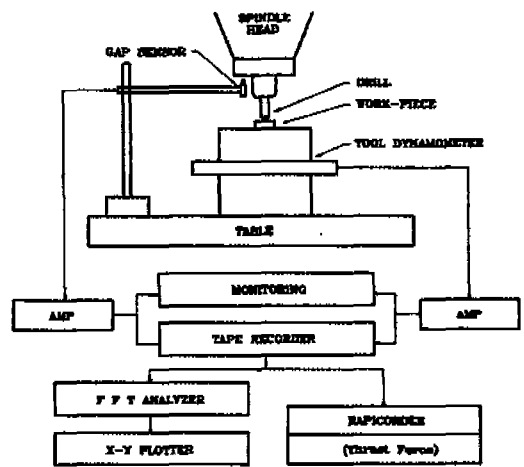 SPINDLE
HEAD
GAP SENSOR
DRILL
WORK-PIECE
TOOL DYNAMOMETER
TABLE
MONITORING
AMP
AMP
TAPE RECORDER
F F T ANALYZER
X-Y PLOTTER
(Thrust Force)